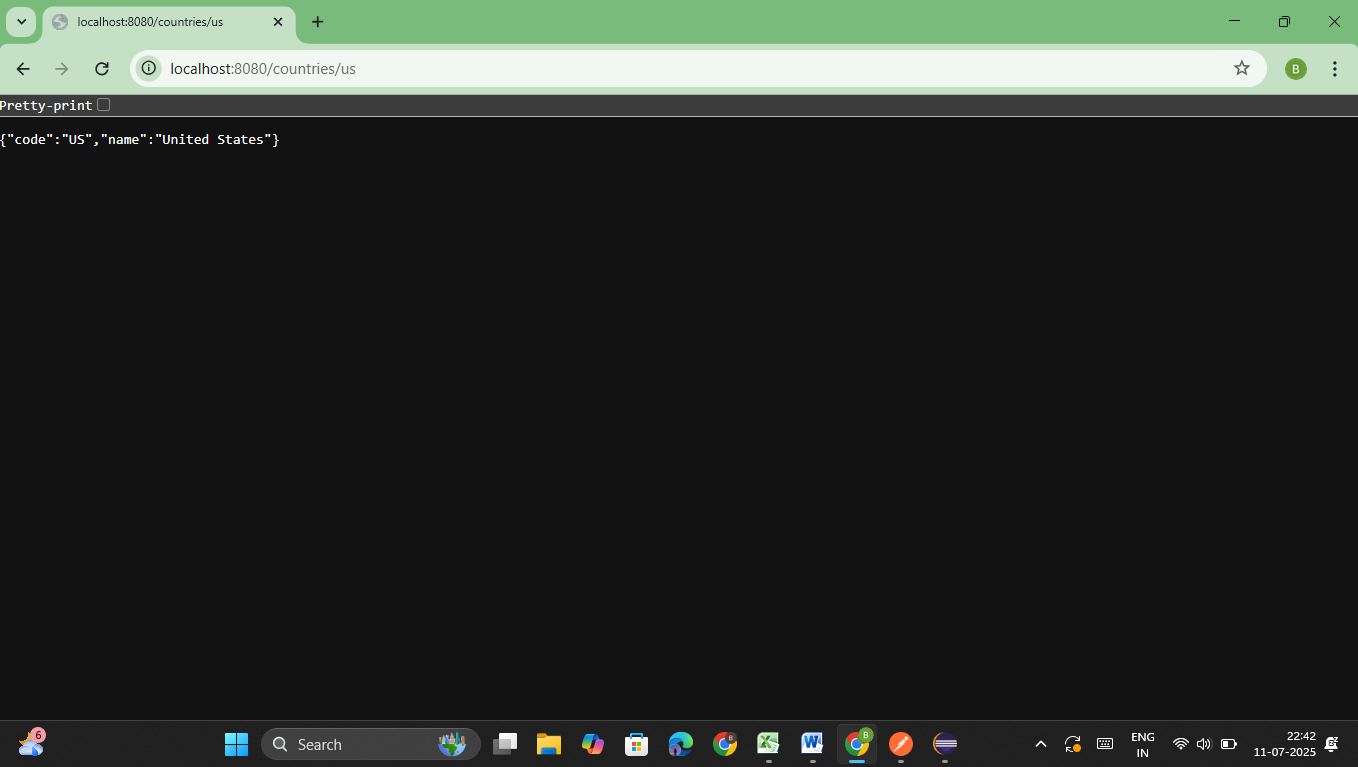 localhost:8080/countries/us
localhost:8080/countries/us
B
Pretty-print
{"code":"US","name":"United States"}
6
Search
B
B
ENG
IN
22:42
11-07-2025